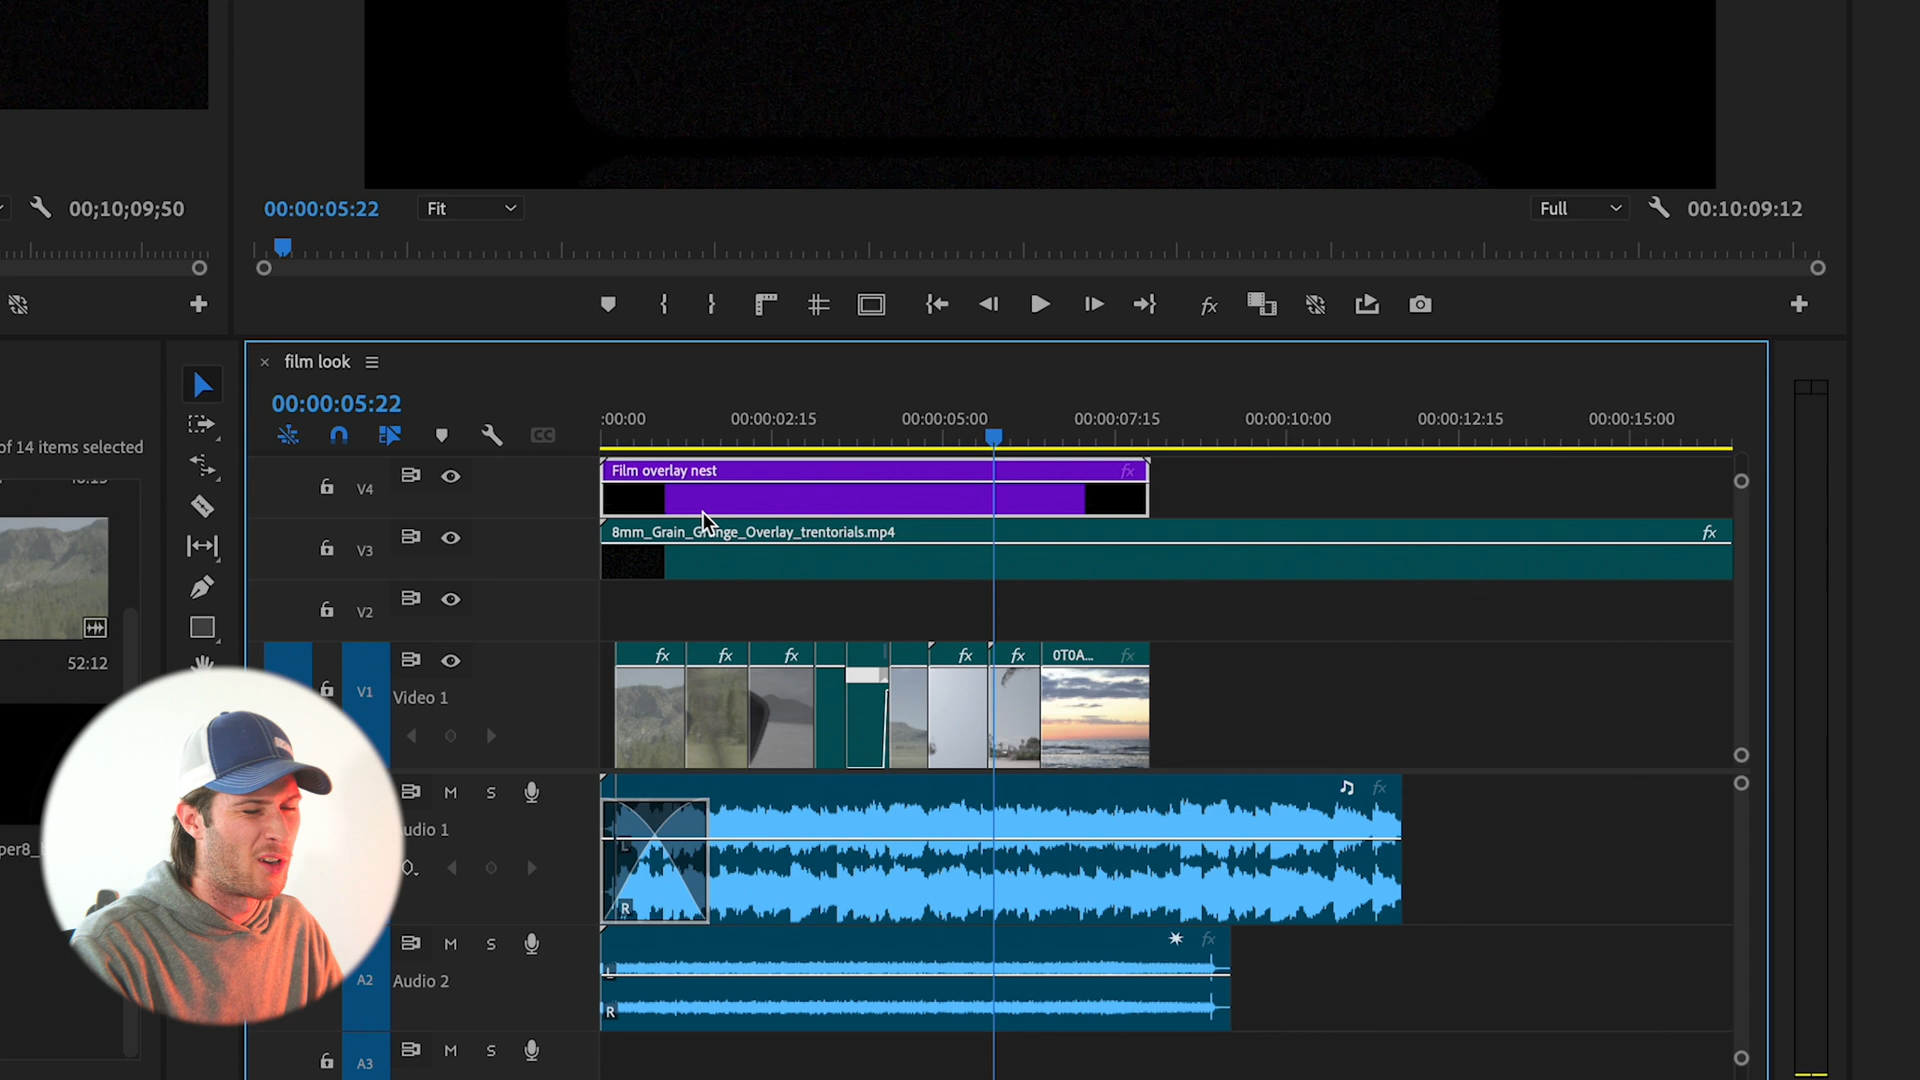 00;10;09;50
00:00:05:22
Fit
Full
00:10:09:12
film look
00:00:05:22
CC
:00:00
00:00:02:15
00:00:05:00
00:00:07:15
00:00:10:00
00:00:12:15
00:00:15:00
of 14 items selected
V4
Film overlay nest
fx
V3
8mm_Grain_Grunge_Overlay_trentorials.mp4
fx
V2
52:12
V1
Video 1
fx
fx
fx
fx
fx
0T0A...
fx
M
S
udio 1
fx
L
R
per8_
M
S
A2
Audio 2
fx
L
R
A3
M
S